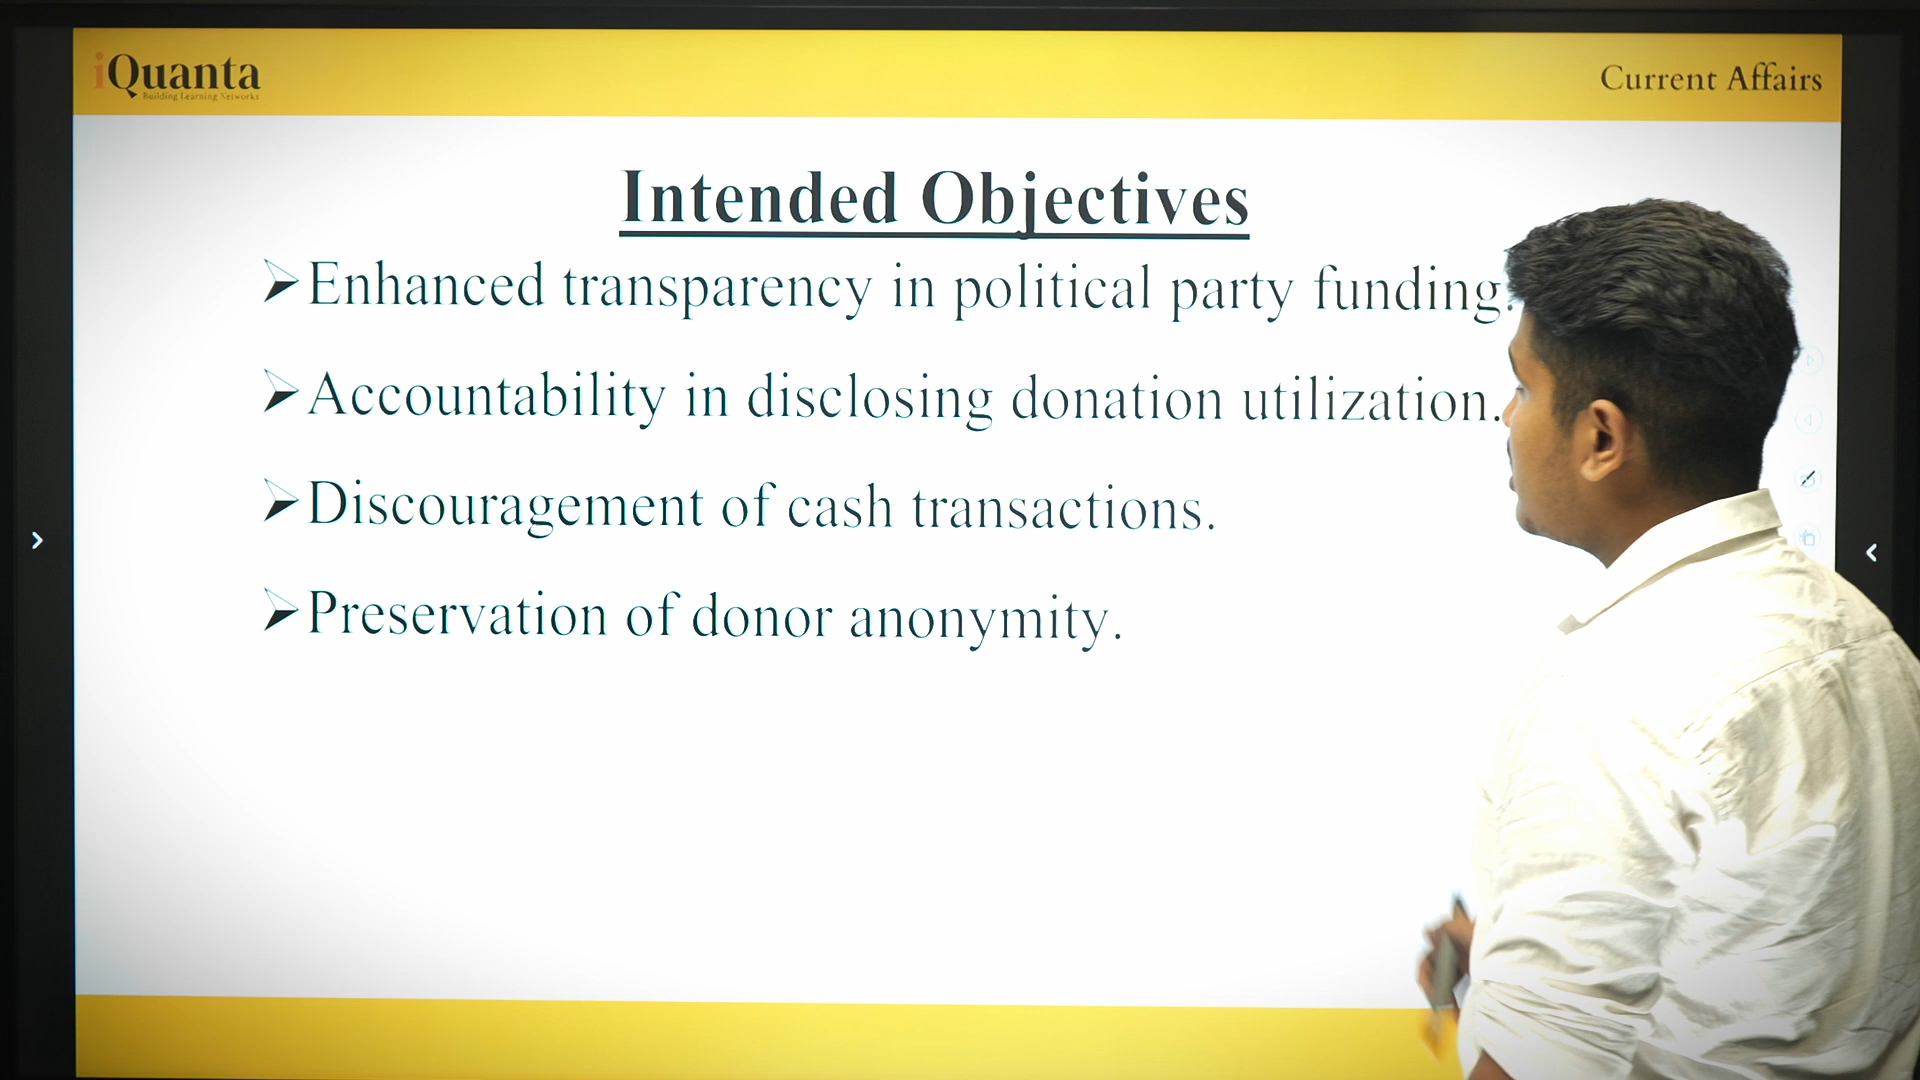 iQuanta
Building Learning Networks
Current Affairs
Intended Objectives
➢Enhanced transparency in political party funding.
➢Accountability in disclosing donation utilization.
➢Discouragement of cash transactions.
➢Preservation of donor anonymity.